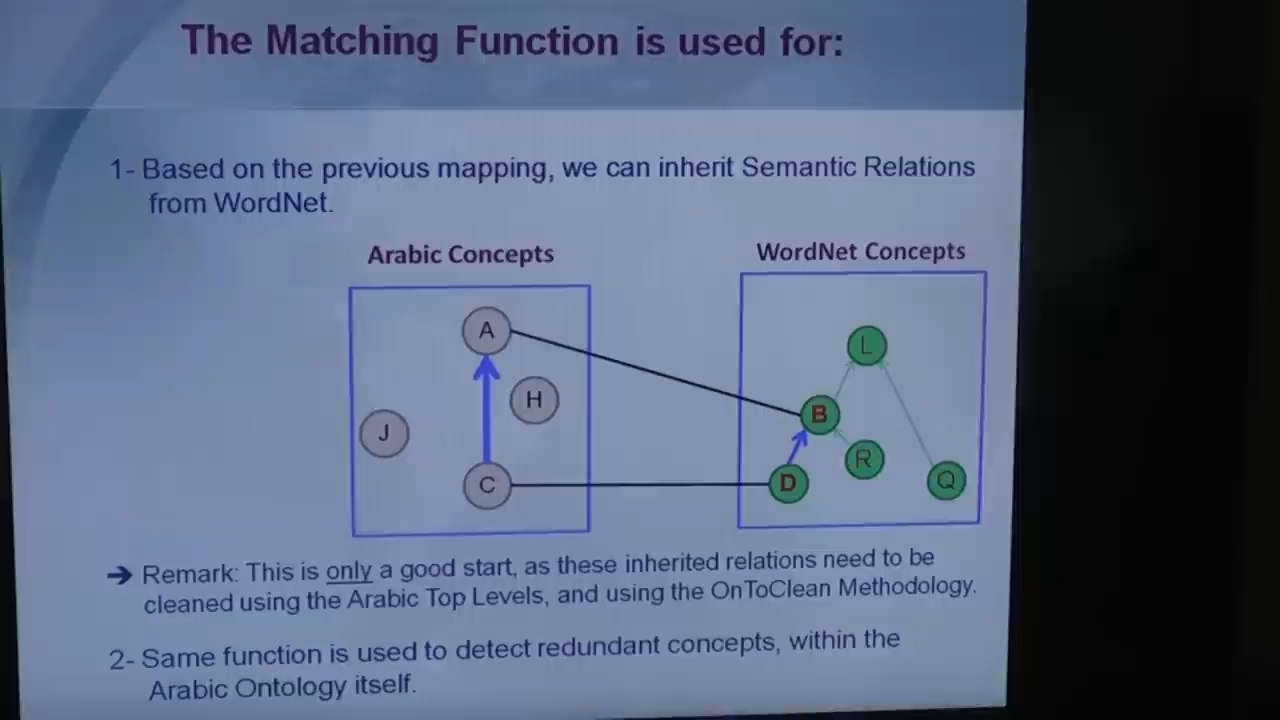 The Matching Function is used for:
1- Based on the previous mapping, we can inherit Semantic Relations
from WordNet.
Arabic Concepts
WordNet Concepts
A
H
J
C
L
B
R
D
Q
➔ Remark: This is only a good start, as these inherited relations need to be
cleaned using the Arabic Top Levels, and using the OnToClean Methodology.
2- Same function is used to detect redundant concepts, within the
Arabic Ontology itself.